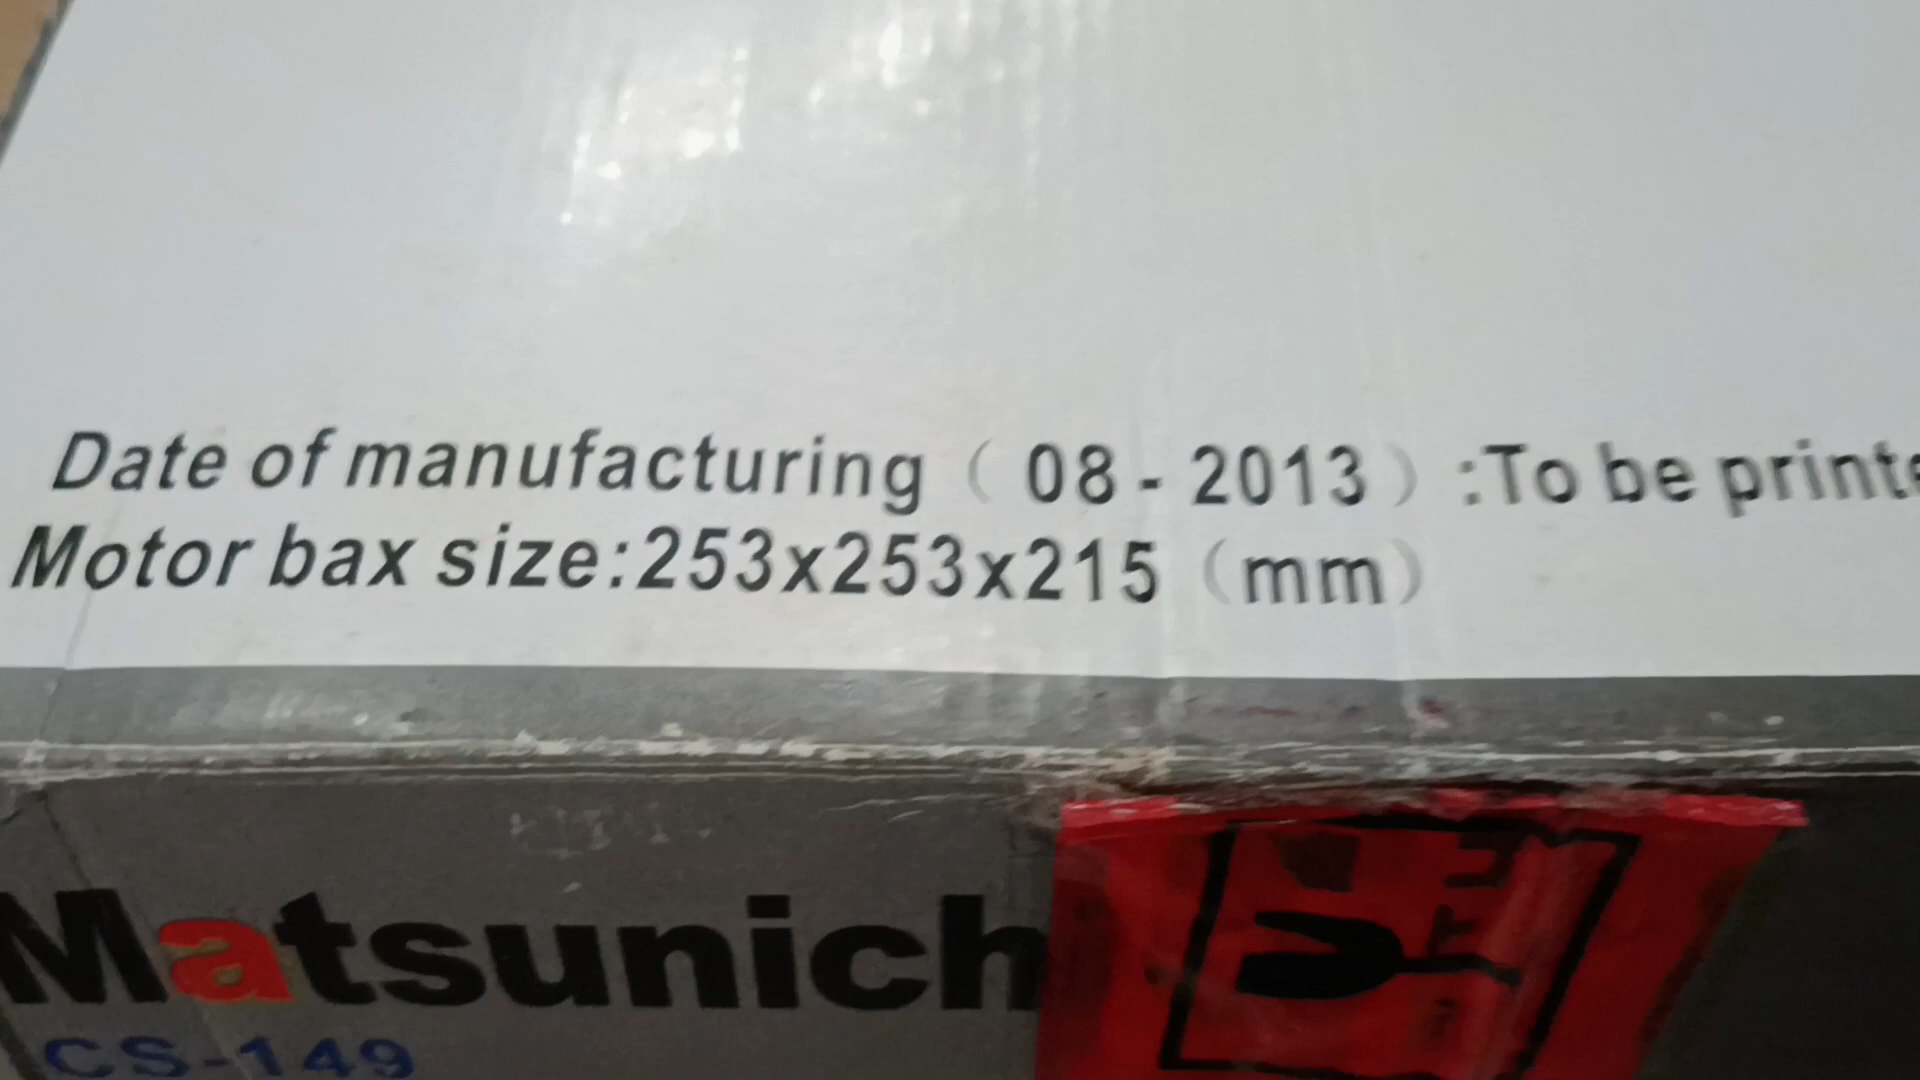 Date of manufacturing ( 08 - 2013 ) :To be printe
Motor bax size:253x253x215 (mm)
Matsunich
CS-149